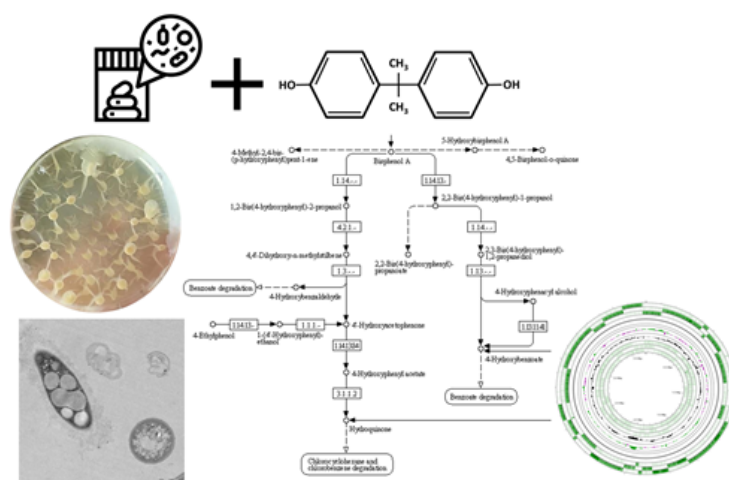 CH₃
HO
OH
CH₃
5-Hydroxybisphenol A
4-Methyl-2,4-bis-
(p-hydroxyphenyl)pent-1-ene
Bisphenol A
4,5-Bisphenol-o-quinone
1.14.-.-
1.14.13.-
1,2-Bis(4-hydroxyphenyl)-2-propanol
2,2-Bis(4-hydroxyphenyl)-1-propanol
4.2.1.-
1.14.-.-
4,4'-Dihydroxy-α-methylstilbene
2,2-Bis(4-hydroxyphenyl)-
propanoate
2,3-Bis(4-hydroxyphenyl)-
1,2-propanediol
1.3.-.-
1.13.-.-
Benzoate degradation
4-Hydroxybenzaldehyde
4-Hydroxyphenacyl alcohol
1.14.13.-
1.1.1.-
4'-Hydroxyacetophenone
1.13.11.41
4-Ethylphenol
1-(4'-Hydroxyphenyl)-
ethanol
1.14.13.84
4-Hydroxybenzoate
4-Hydroxyphenyl acetate
3.1.1.2
Benzoate degradation
Hydroquinone
Chlorocyclohexane and
chlorobenzene degradation